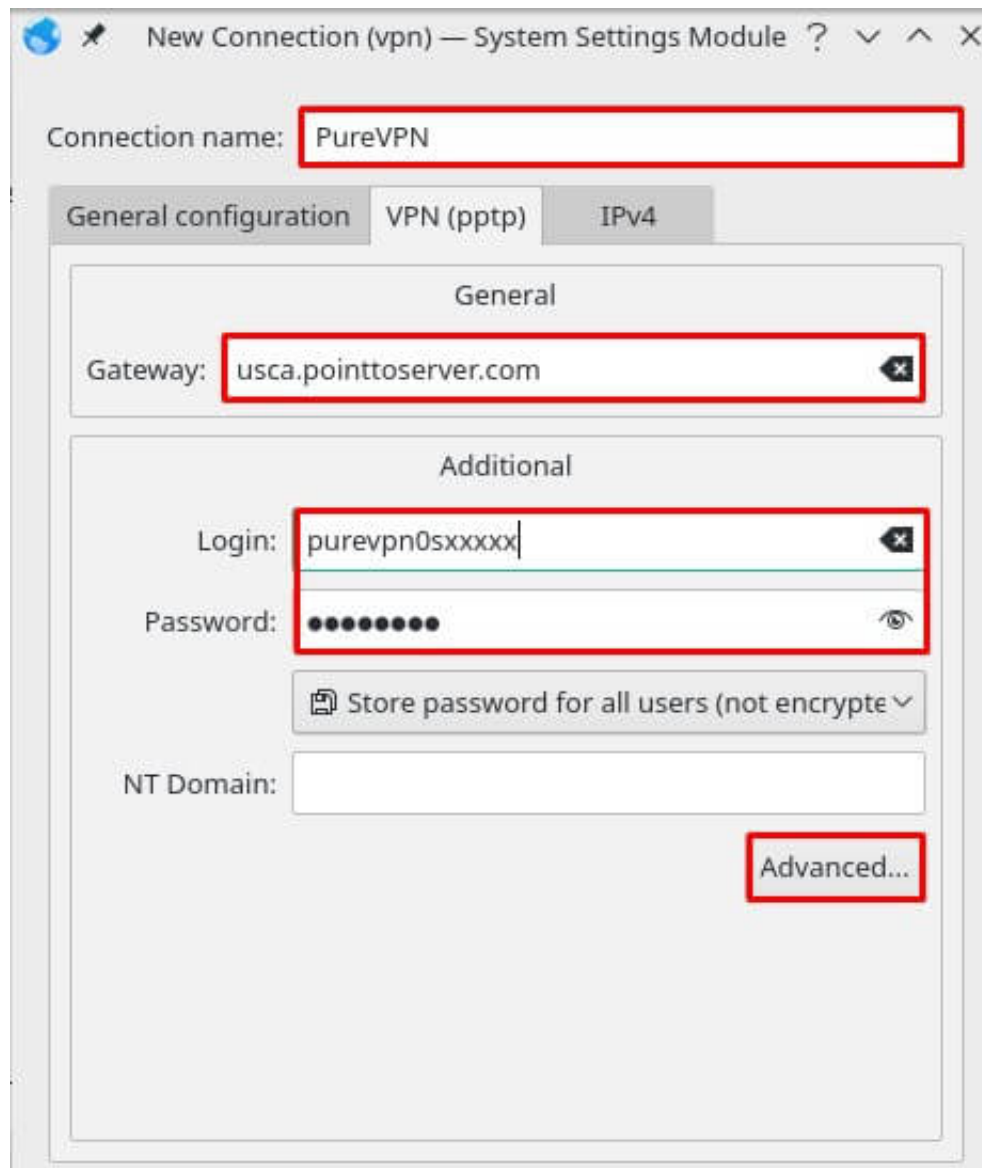 New Connection (vpn) — System Settings Module
Connection name: PureVPN
General configuration VPN (pptp) IPv4
General
Gateway: usca.pointtoserver.com
Additional
Login: purevpn0sxxxxx
Password: ●●●●●●●●
Store password for all users (not encrypte
NT Domain:
Advanced...